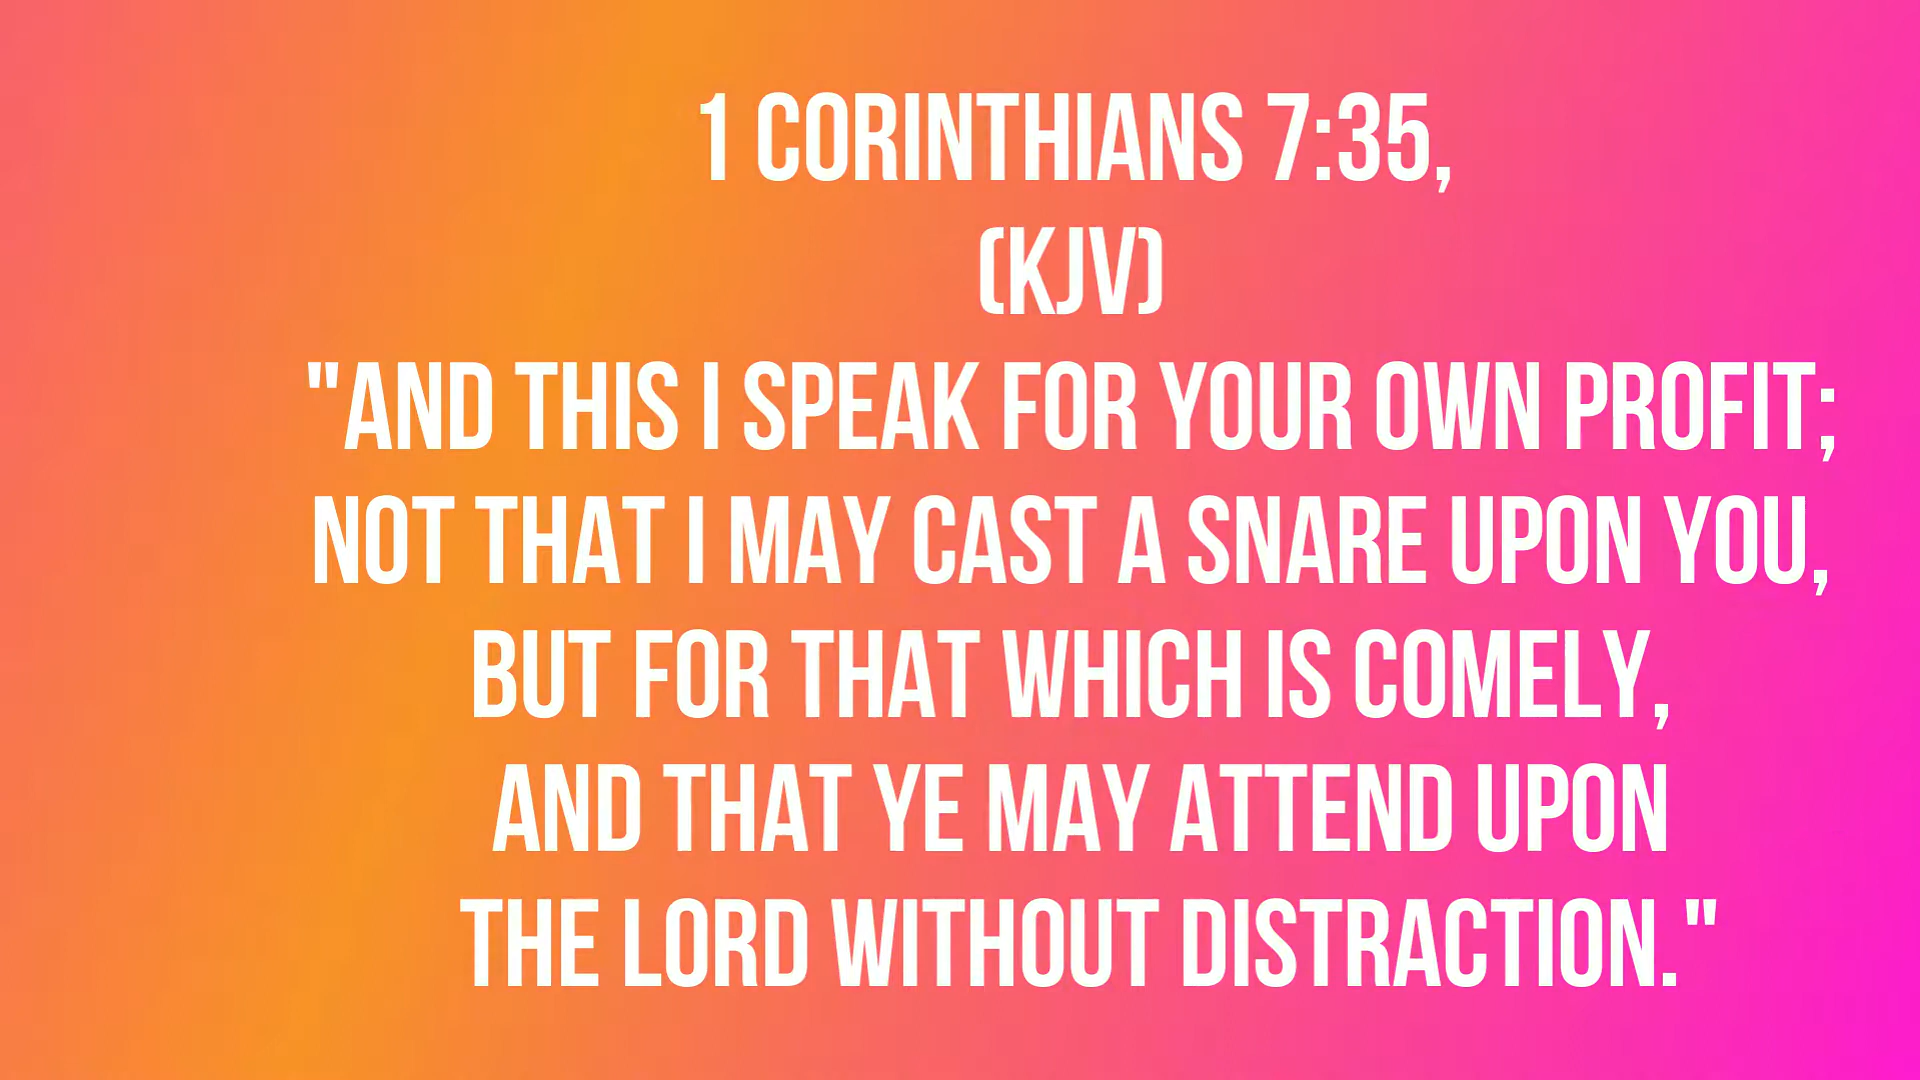 1 CORINTHIANS 7:35,
(KJV)
"AND THIS I SPEAK FOR YOUR OWN PROFIT;
NOT THAT I MAY CAST A SNARE UPON YOU,
BUT FOR THAT WHICH IS COMELY,
AND THAT YE MAY ATTEND UPON
THE LORD WITHOUT DISTRACTION."